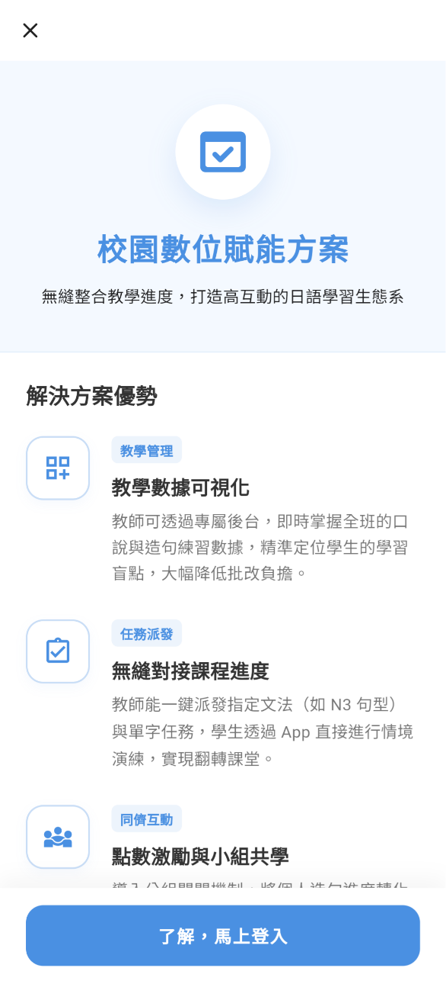 校園數位賦能方案
無縫整合教學進度，打造高互動的日語學習生態系
解決方案優勢
教學管理
教學數據可視化
教師可透過專屬後台，即時掌握全班的口
說與造句練習數據，精準定位學生的學習
盲點，大幅降低批改負擔。
任務派發
無縫對接課程進度
教師能一鍵派發指定文法（如 N3 句型）
與單字任務，學生透過 App 直接進行情境
演練，實現翻轉課堂。
同儕互動
點數激勵與小組共學
了解，馬上登入